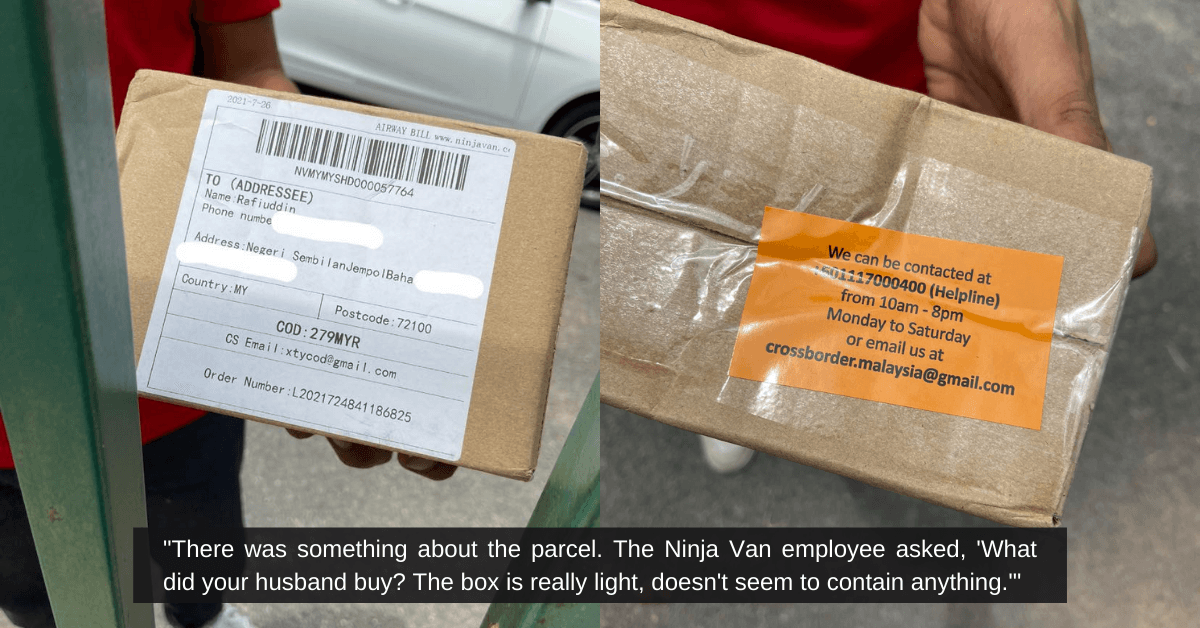 2021-7-26
AIRWAY BILL www.ninjavan.c
NVMYMYSHD000057764
TO (ADDRESSEE)
Name:Rafiuddin
Phone numbe
Address:Negeri SembilanJempolBaha
Country:MY
Postcode:72100
COD:279MYR
CS Email:xtycod@gmail.com
Order Number:L2021724841186825
We can be contacted at
01117000400 (Helpline)
from 10am - 8pm
Monday to Saturday
or email us at
crossborder.malaysia@gmail.com
"There was something about the parcel. The Ninja Van employee asked, 'What
did your husband buy? The box is really light, doesn't seem to contain anything.'"